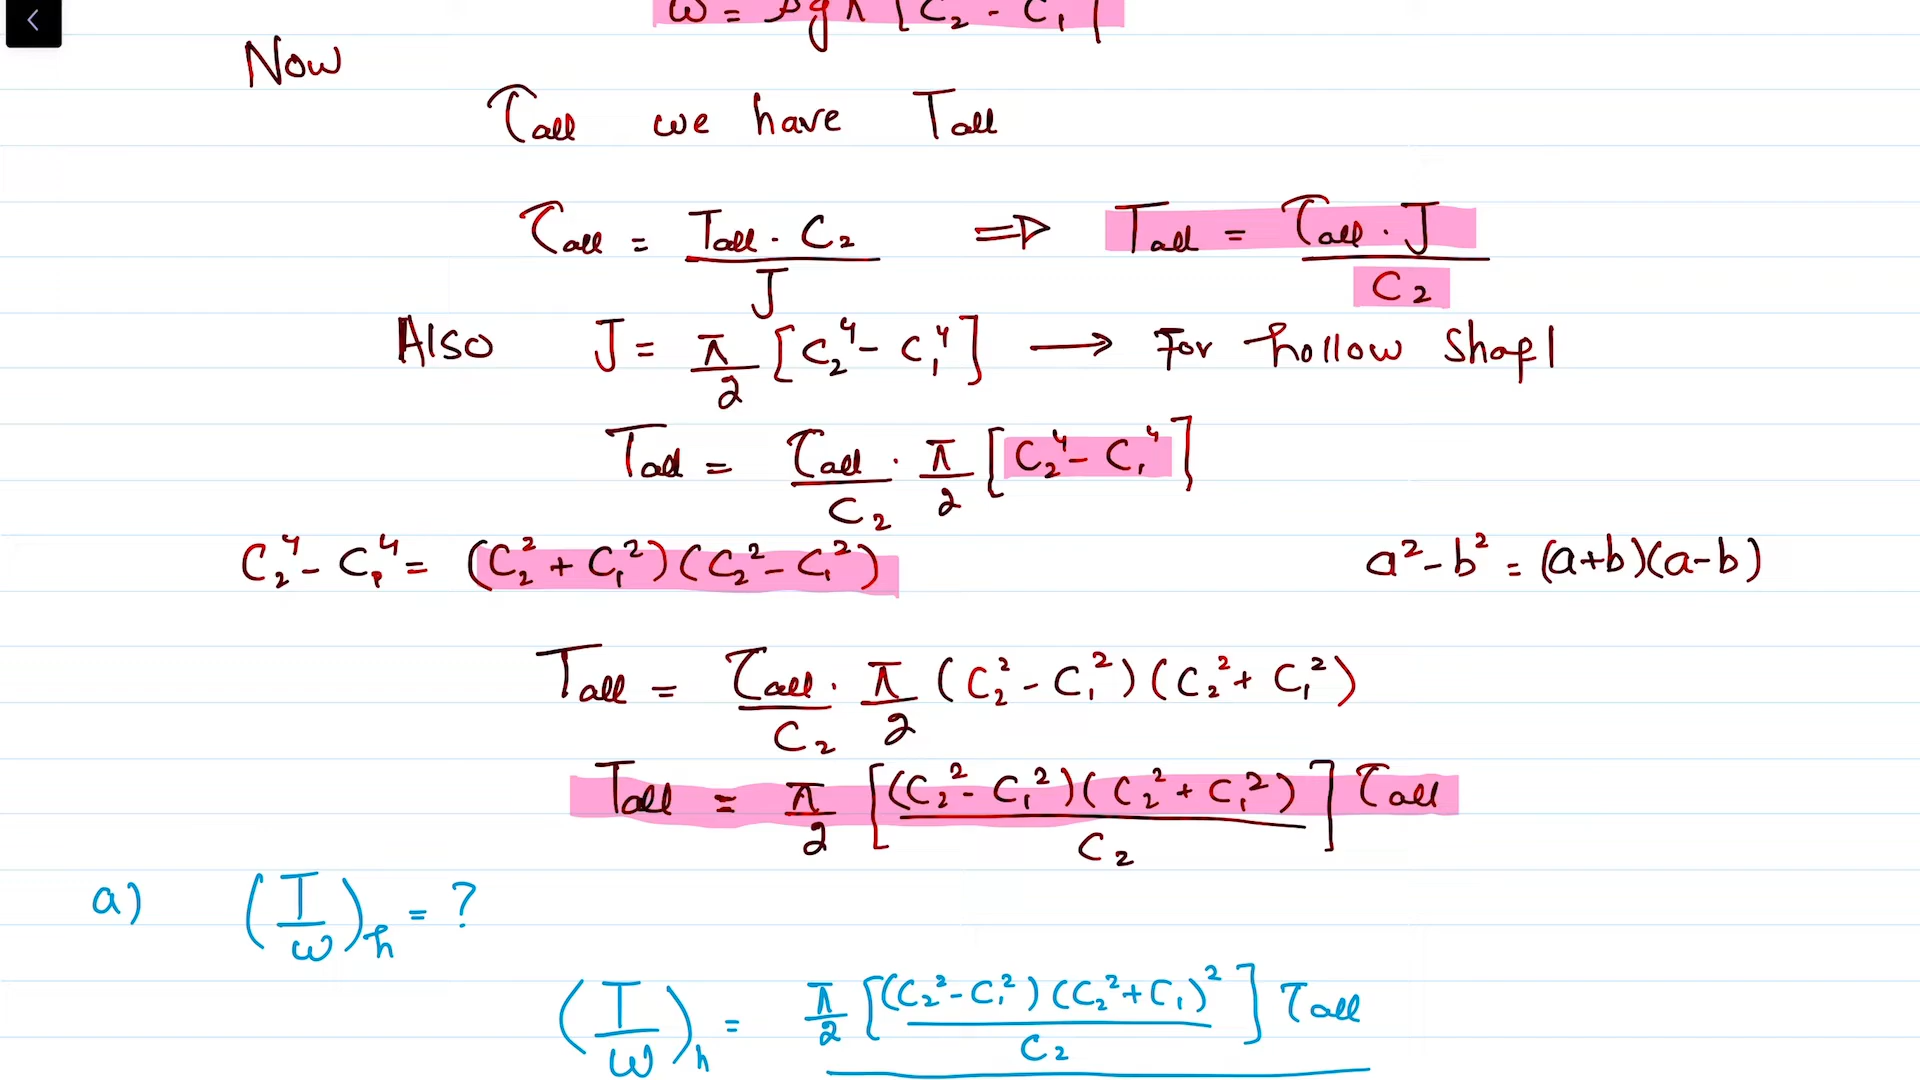 ω = ρgπ [C₂ - C₁]
Now
τall we have Tall
τall = Tall · C₂ / J ⇒ Tall = τall · J / C₂
Also J = π/2 [C₂⁴ - C₁⁴] → For hollow Shapl
Tall = τall / C₂ · π/2 [C₂⁴ - C₁⁴]
C₂⁴ - C₁⁴ = (C₂² + C₁²)(C₂² - C₁²) a² - b² = (a+b)(a-b)
Tall = τall / C₂ · π/2 (C₂² - C₁²)(C₂² + C₁²)
Tall = π/2 [(C₂² - C₁²)(C₂² + C₁²) / C₂] τall
a) (T/ω)h = ?
(T/ω)h = π/2 [(C₂² - C₁²)(C₂² + C₁)² / C₂] τall